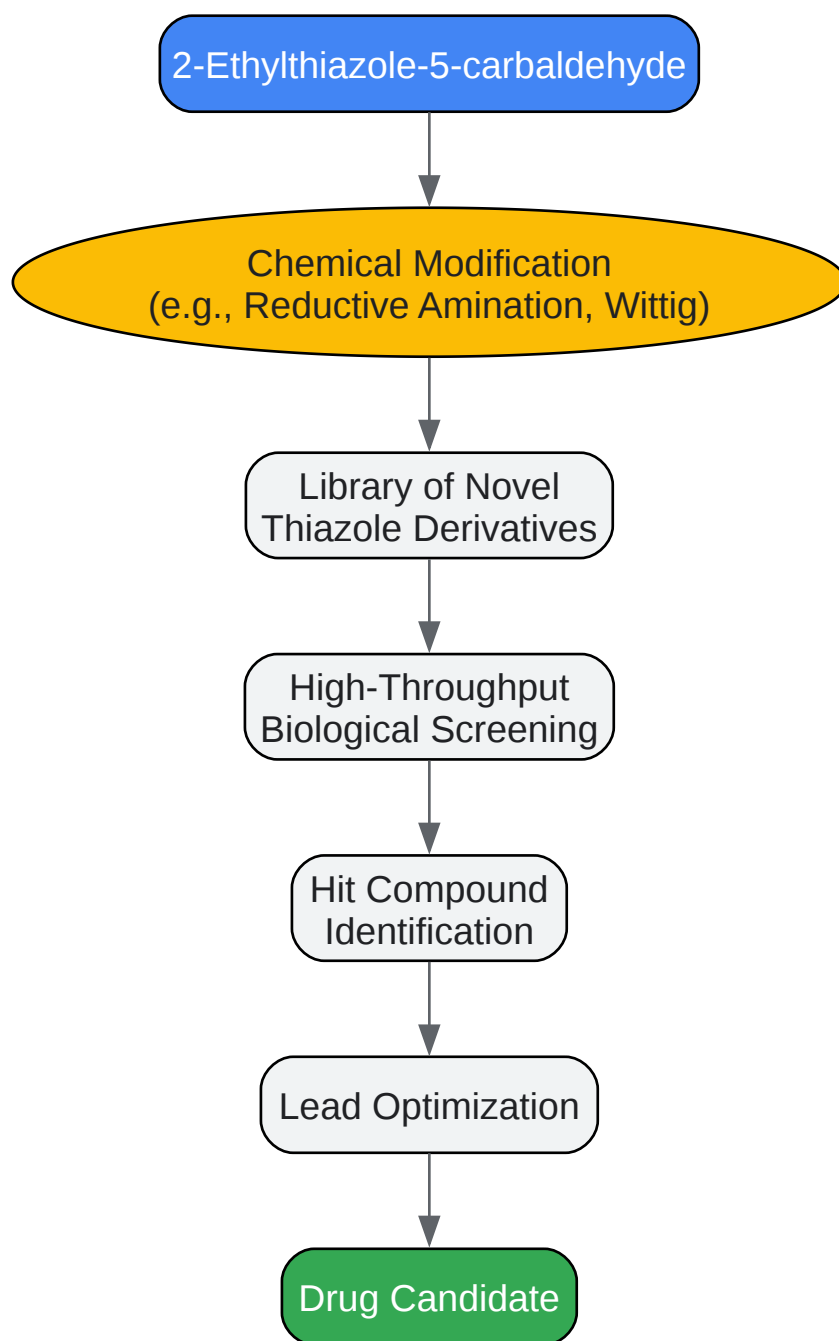 2-Ethylthiazole-5-carbaldehyde
Chemical Modification
(e.g., Reductive Amination, Wittig)
Library of Novel
Thiazole Derivatives
High-Throughput
Biological Screening
Hit Compound
Identification
Lead Optimization
Drug Candidate